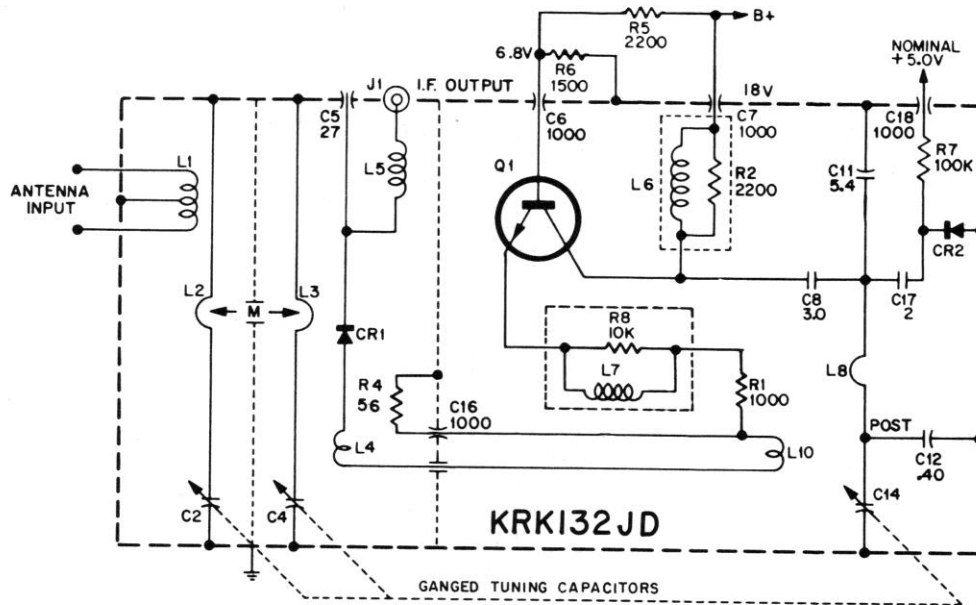 B+
R5
2200
6.8V
R6
1500
NOMINAL
+5.0V
J1
I.F. OUTPUT
18V
C5
27
C6
1000
C7
1000
C18
1000
L1
L5
Q1
L6
R2
2200
C11
5.4
R7
100K
ANTENNA
INPUT
CR2
L2
M
L3
C8
3.0
C17
2
CR1
R8
10K
L7
L8
R4
56
C16
1000
R1
1000
POST
L4
L10
C12
.40
C2
C4
C14
KRK132JD
GANGED TUNING CAPACITORS